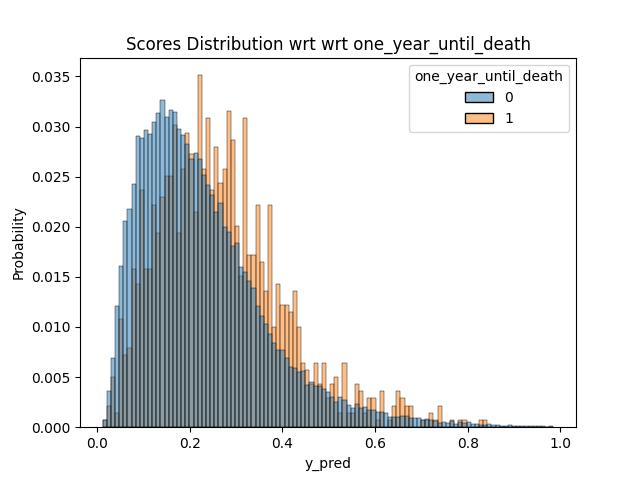 Scores Distribution wrt wrt one_year_until_death
one_year_until_death
0
1
Probability
0.035
0.030
0.025
0.020
0.015
0.010
0.005
0.000
0.0 0.2 0.4 0.6 0.8 1.0
y_pred